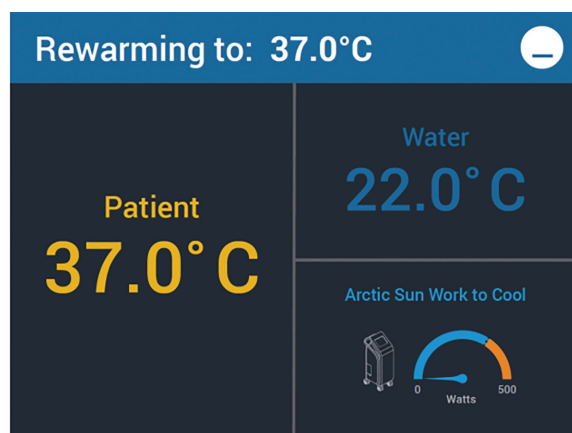 Rewarming to: 37.0°C
Patient
37.0°C
Water
22.0°C
Arctic Sun Work to Cool
0
500
Watts